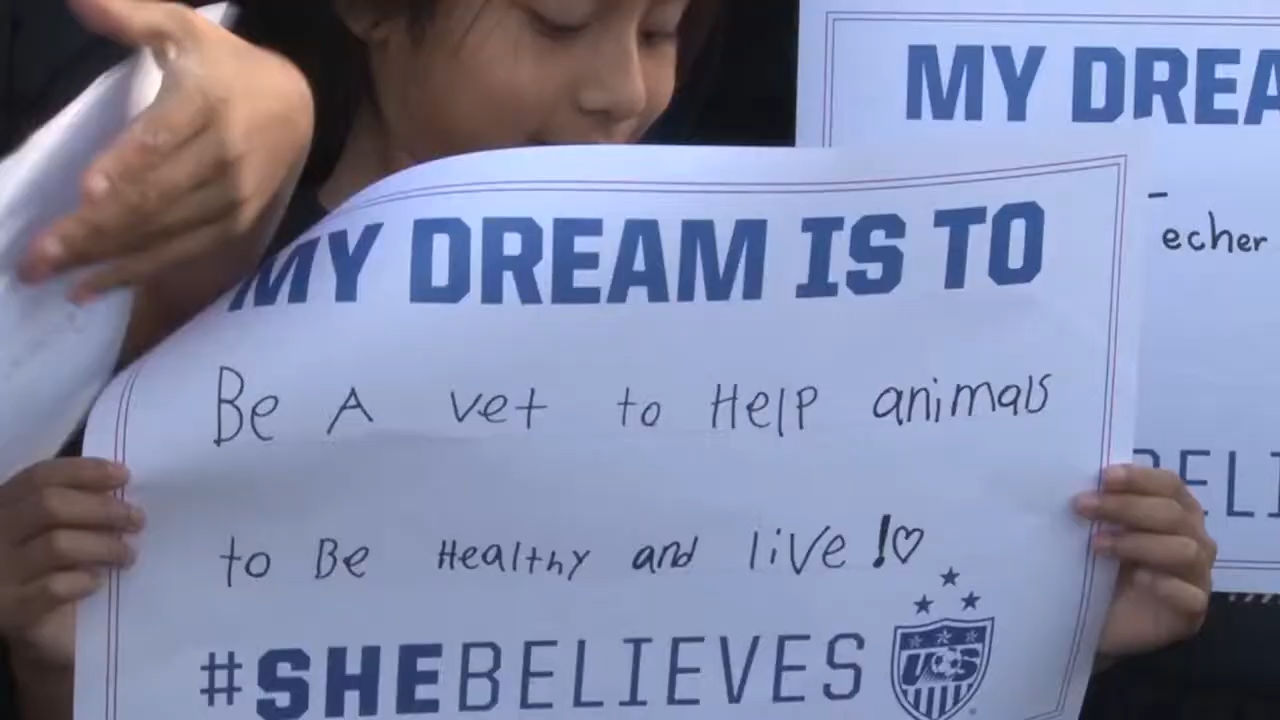 MY DREAM IS TO
Be A vet to Help animals
to Be Healthy and live!♡
#SHEBELIEVES
US
MY DREA
echer
ELI